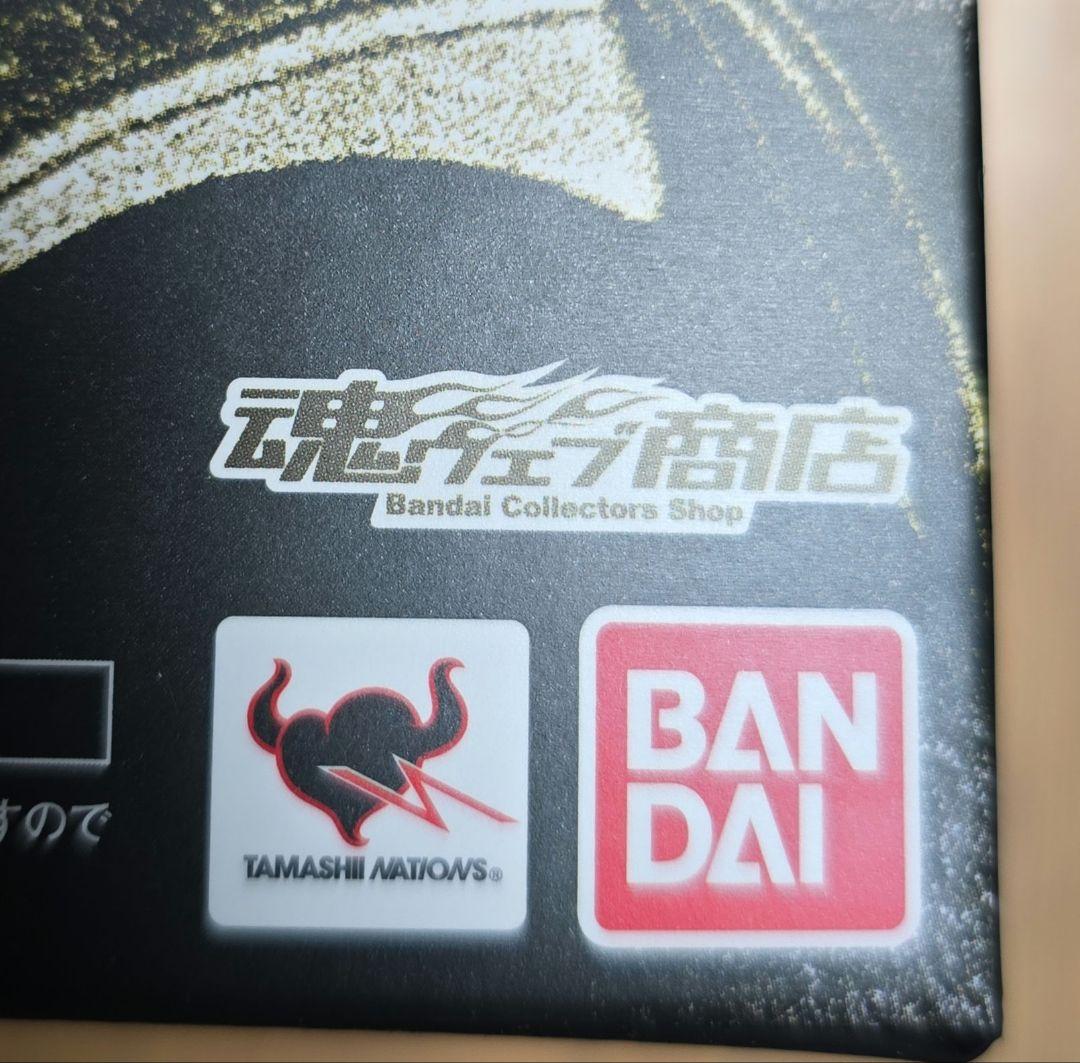 魂ウェブ商店
Bandai Collectors Shop
すので
TAMASHII NATIONS®
BAN
DAI